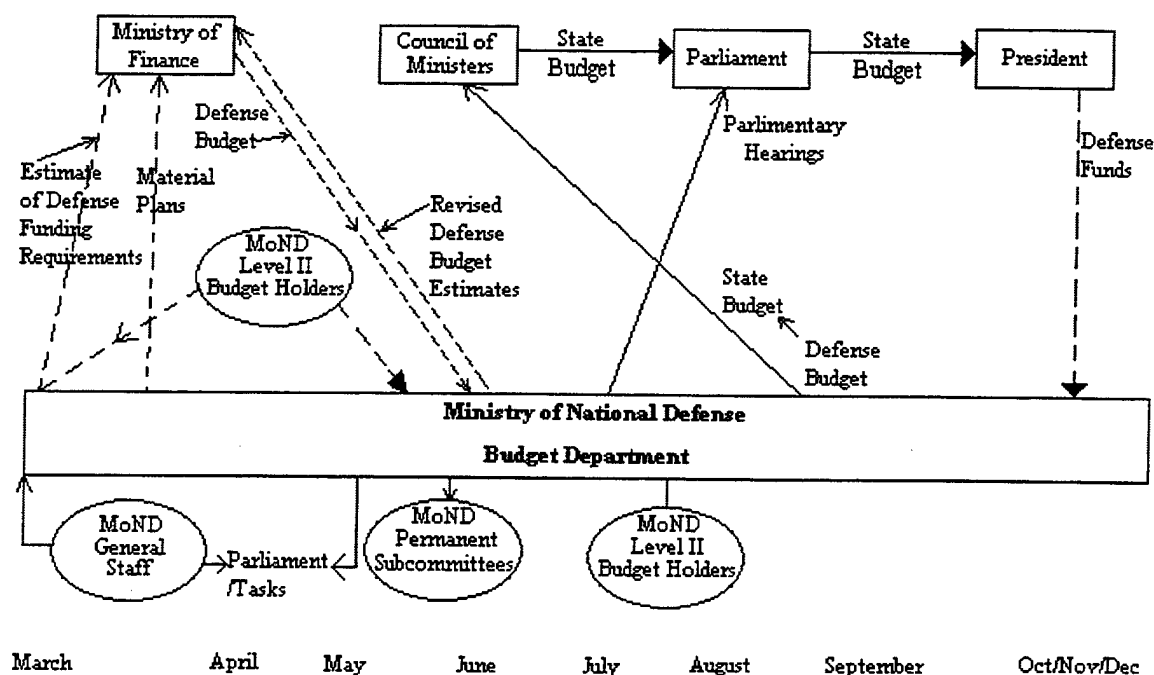 Ministry of
Finance
Council of
Ministers
State
Budget
Parliament
State
Budget
President
Defense
Budget
Parlimentary
Hearings
Defense
Funds
Estimate
of Defense
Funding
Requirements
Material
Plans
Revised
Defense
Budget
Estimates
MoND
Level II
Budget Holders
State
Budget
Defense
Budget
Ministry of National Defense
Budget Department
MoND
General
Staff
Parliament
/Tasks
MoND
Permanent
Subcommittees
MoND
Level II
Budget Holders
March April May June July August September Oct/Nov/Dec